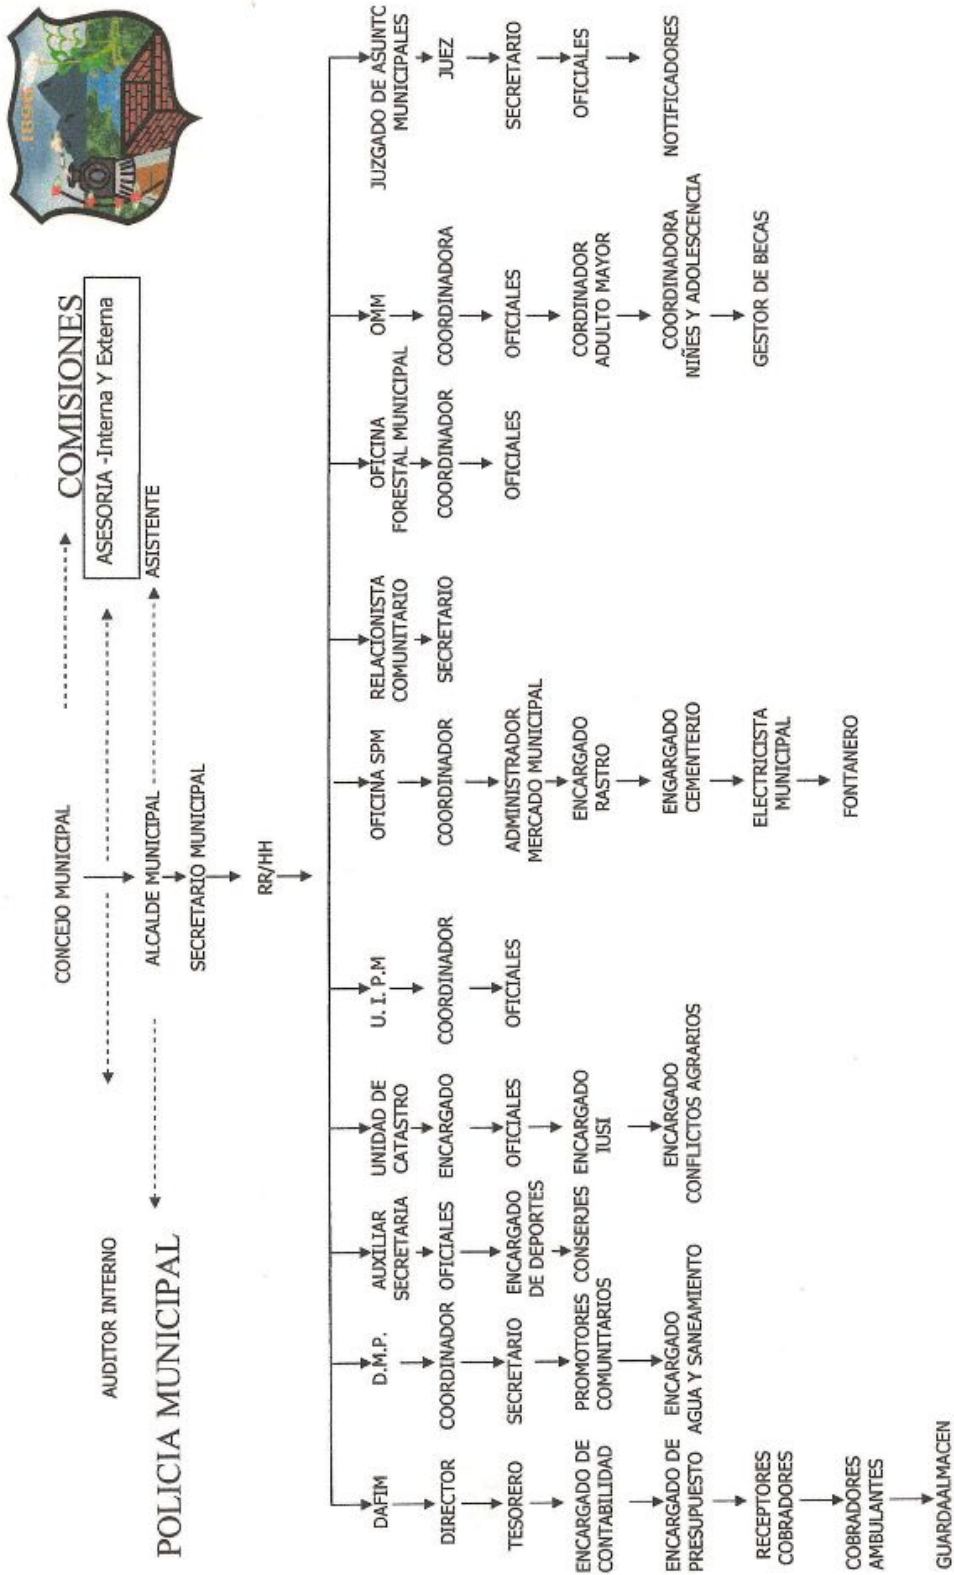 1896
CONCEJO MUNICIPAL
COMISIONES
AUDITOR INTERNO
ASESORIA -Interna Y Externa
POLICIA MUNICIPAL
ALCALDE MUNICIPAL
ASISTENTE
SECRETARIO MUNICIPAL
RR/HH
DAFIM
DIRECTOR
TESORERO
ENCARGADO DE
CONTABILIDAD
ENCARGADO DE
PRESUPUESTO
RECEPTORES
COBRADORES
COBRADORES
AMBULANTES
GUARDAALMACEN
D.M.P.
COORDINADOR
SECRETARIO
PROMOTORES
COMUNITARIOS
ENCARGADO
AGUA Y SANEAMIENTO
AUXILIAR
SECRETARIA
OFICIALES
ENCARGADO
DE DEPORTES
CONSERJES
UNIDAD DE
CATASTRO
ENCARGADO
OFICIALES
ENCARGADO
IUSI
ENCARGADO
CONFLICTOS AGRARIOS
U. I. P.M
COORDINADOR
OFICIALES
OFICINA SPM
COORDINADOR
ADMINISTRADOR
MERCADO MUNICIPAL
ENCARGADO
RASTRO
ENGARGADO
CEMENTERIO
ELECTRICISTA
MUNICIPAL
FONTANERO
RELACIONISTA
COMUNITARIO
SECRETARIO
OFICINA
FORESTAL MUNICIPAL
COORDINADOR
OFICIALES
OMM
COORDINADORA
OFICIALES
CORDINADOR
ADULTO MAYOR
COORDINADORA
NIÑES Y ADOLESCENCIA
GESTOR DE BECAS
JUZGADO DE ASUNTC
MUNICIPALES
JUEZ
SECRETARIO
OFICIALES
NOTIFICADORES